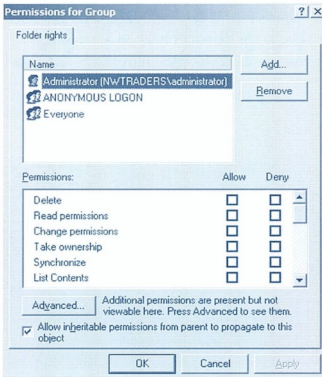 Permissions for Group
? ×
Folder rights
Name
Administrator (NWTRADERS\administrator)
ANONYMOUS LOGON
Everyone
Add...
Remove
Permissions: Allow Deny
Delete
Read permissions
Change permissions
Take ownership
Synchronize
List Contents
Advanced...
Additional permissions are present but not
viewable here. Press Advanced to see them.
Allow inheritable permissions from parent to propagate to this
object
OK Cancel Apply